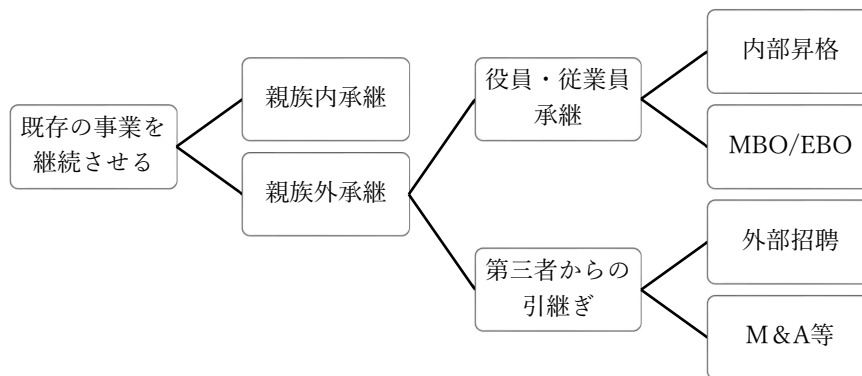 既存の事業を
継続させる
親族内承継
親族外承継
役員・従業員
承継
第三者からの
引継ぎ
内部昇格
MBO/EBO
外部招聘
M&A等